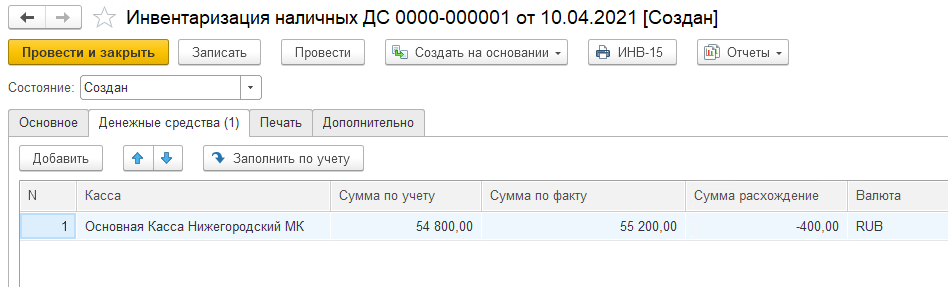 Инвентаризация наличных ДС 0000-000001 от 10.04.2021 [Создан]
Провести и закрыть Записать Провести Создать на основании ИНВ-15 Отчеты
Состояние: Создан
Основное Денежные средства (1) Печать Дополнительно
Добавить Заполнить по учету
N Касса Сумма по учету Сумма по факту Сумма расхождение Валюта
1 Основная Касса Нижегородский МК 54 800,00 55 200,00 -400,00 RUB